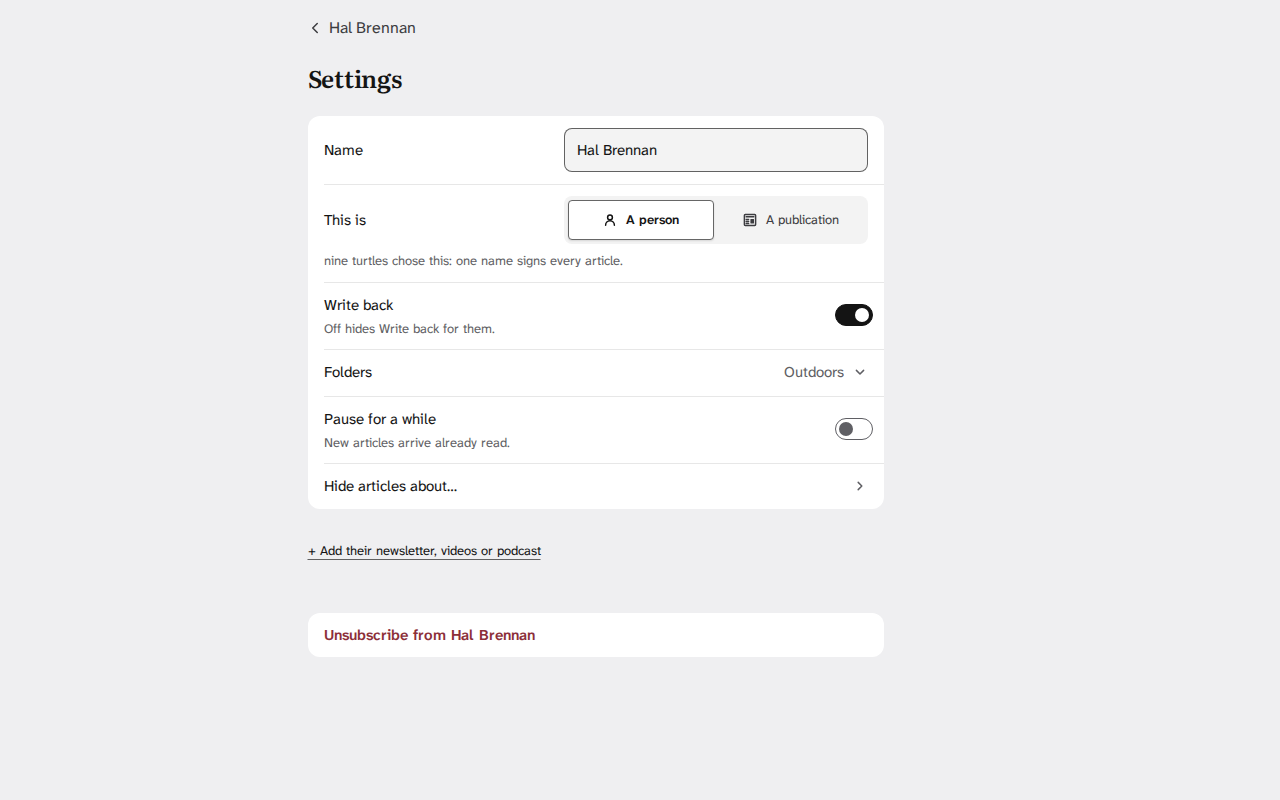 Hal Brennan
Settings
Name
Hal Brennan
This is
A person
A publication
nine turtles chose this: one name signs every article.
Write back
Off hides Write back for them.
Folders
Outdoors
Pause for a while
New articles arrive already read.
Hide articles about...
+ Add their newsletter, videos or podcast
Unsubscribe from Hal Brennan